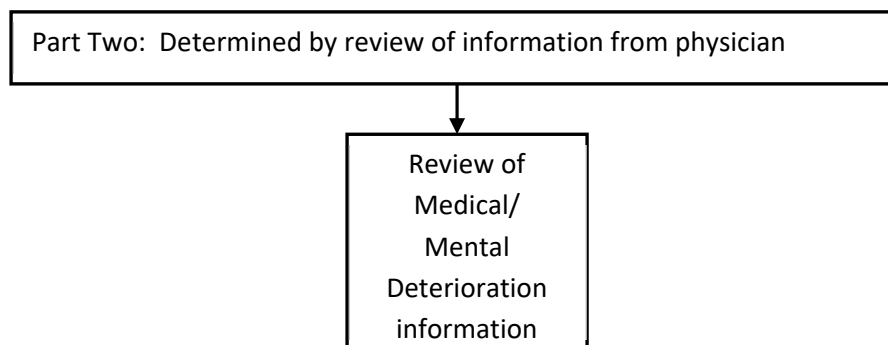 Part Two:  Determined by review of information from physician
Review of
Medical/
Mental
Deterioration
information